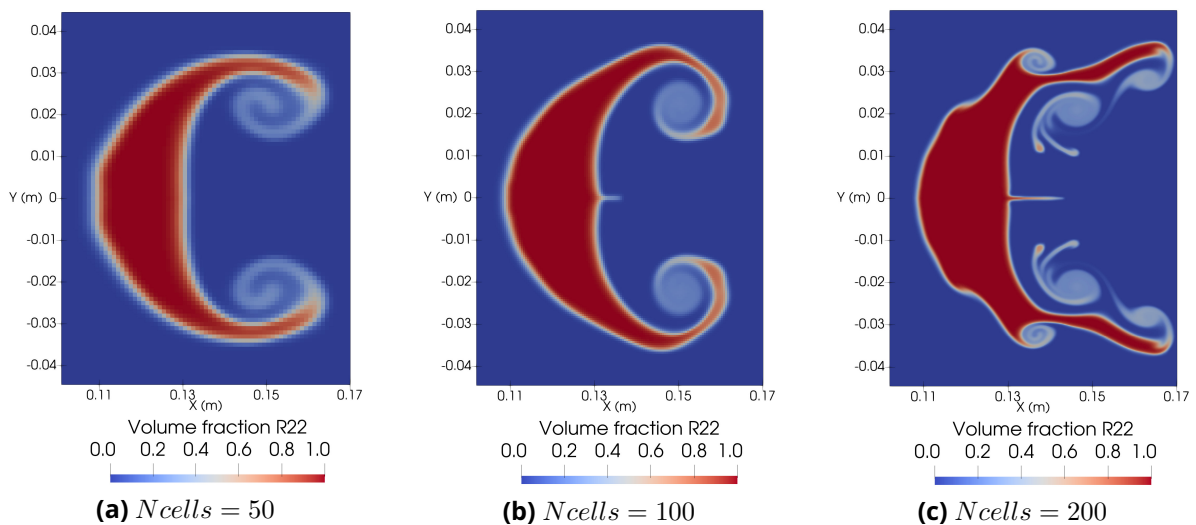 0.04
0.03
0.02
0.01
Y (m) 0
-0.01
-0.02
-0.03
-0.04
0.11 0.13 0.15 0.17
X (m)
Volume fraction R22
0.0 0.2 0.4 0.6 0.8 1.0
(a) Ncells = 50
0.04
0.03
0.02
0.01
Y (m) 0
-0.01
-0.02
-0.03
-0.04
0.11 0.13 0.15 0.17
X (m)
Volume fraction R22
0.0 0.2 0.4 0.6 0.8 1.0
(b) Ncells = 100
0.04
0.03
0.02
0.01
Y (m) 0
-0.01
-0.02
-0.03
-0.04
0.11 0.13 0.15 0.17
X (m)
Volume fraction R22
0.0 0.2 0.4 0.6 0.8 1.0
(c) Ncells = 200